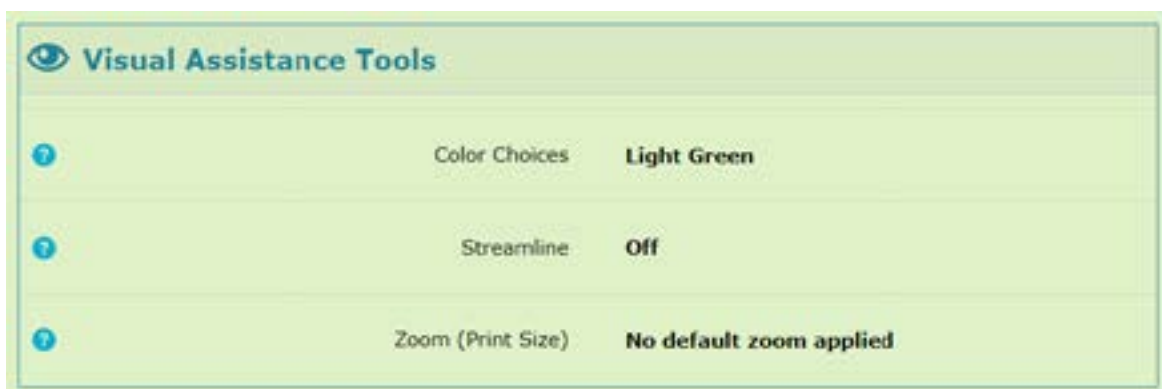 Visual Assistance Tools
? Color Choices Light Green
? Streamline Off
? Zoom (Print Size) No default zoom applied